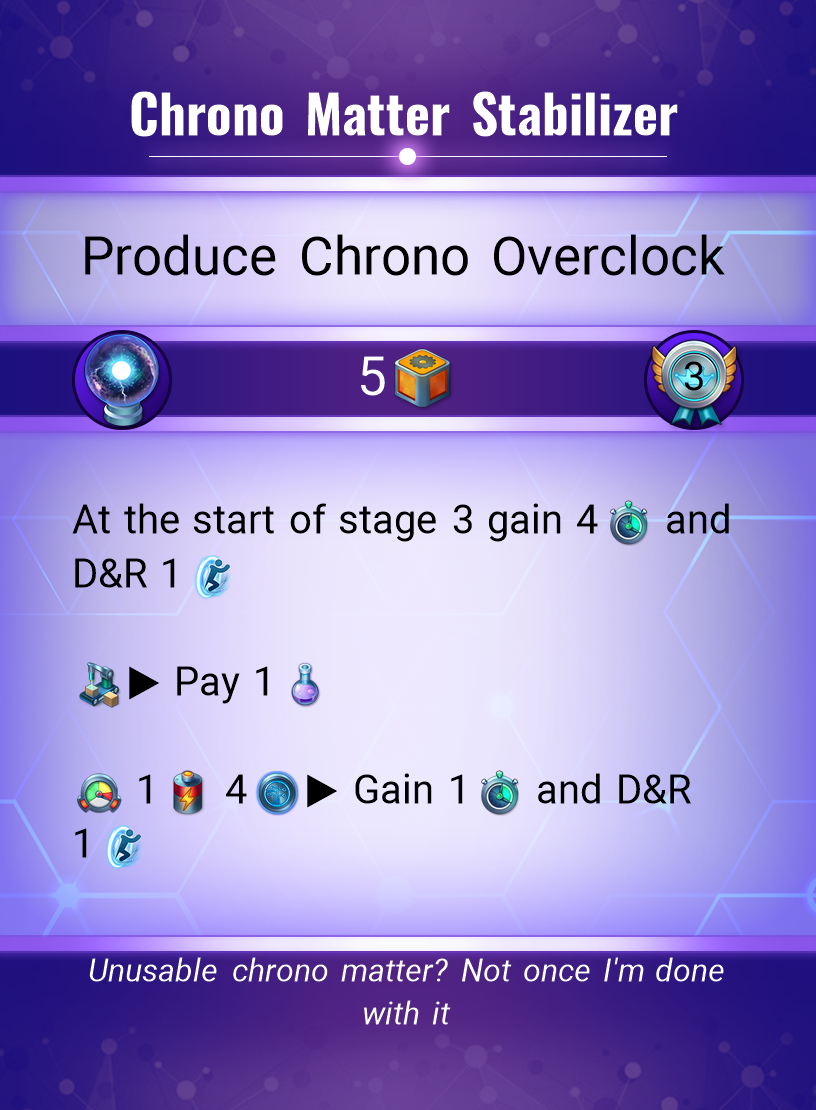 Chrono Matter Stabilizer
Produce Chrono Overclock
5
3
At the start of stage 3 gain 4 and
D&R 1
Pay 1
1 4 Gain 1 and D&R
1
Unusable chrono matter? Not once I'm done
with it